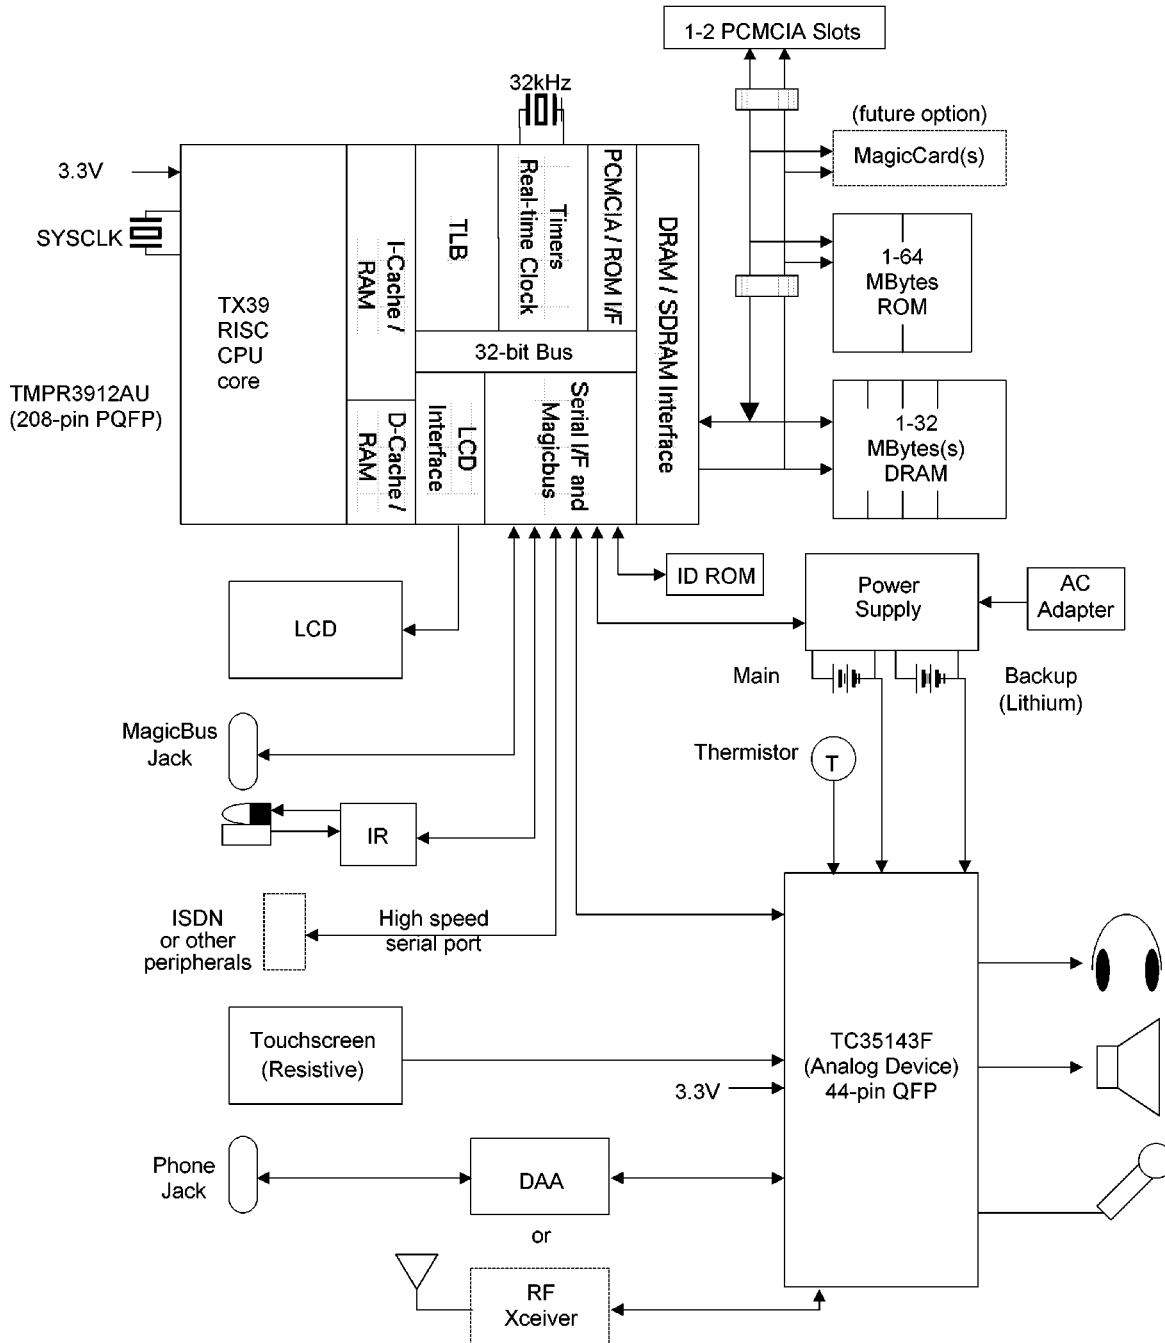 1-2 PCMCIA Slots
32kHz
(future option)
MagicCard(s)
3.3V
SYSCLK
TMPR3912AU
(208-pin PQFP)
TX39
RISC
CPU
core
I-Cache /
RAM
D-Cache /
RAM
TLB
Timers
Real-time Clock
PCMCIA / ROM I/F
32-bit Bus
LCD
Interface
Serial I/F and
Magicbus
DRAM / SDRAM Interface
1-64
MBytes
ROM
1-32
MBytes(s)
DRAM
ID ROM
Power
Supply
AC
Adapter
LCD
Main
Backup
(Lithium)
MagicBus
Jack
Thermistor
T
IR
ISDN
or other
peripherals
High speed
serial port
Touchscreen
(Resistive)
3.3V
TC35143F
(Analog Device)
44-pin QFP
Phone
Jack
DAA
or
RF
Xceiver